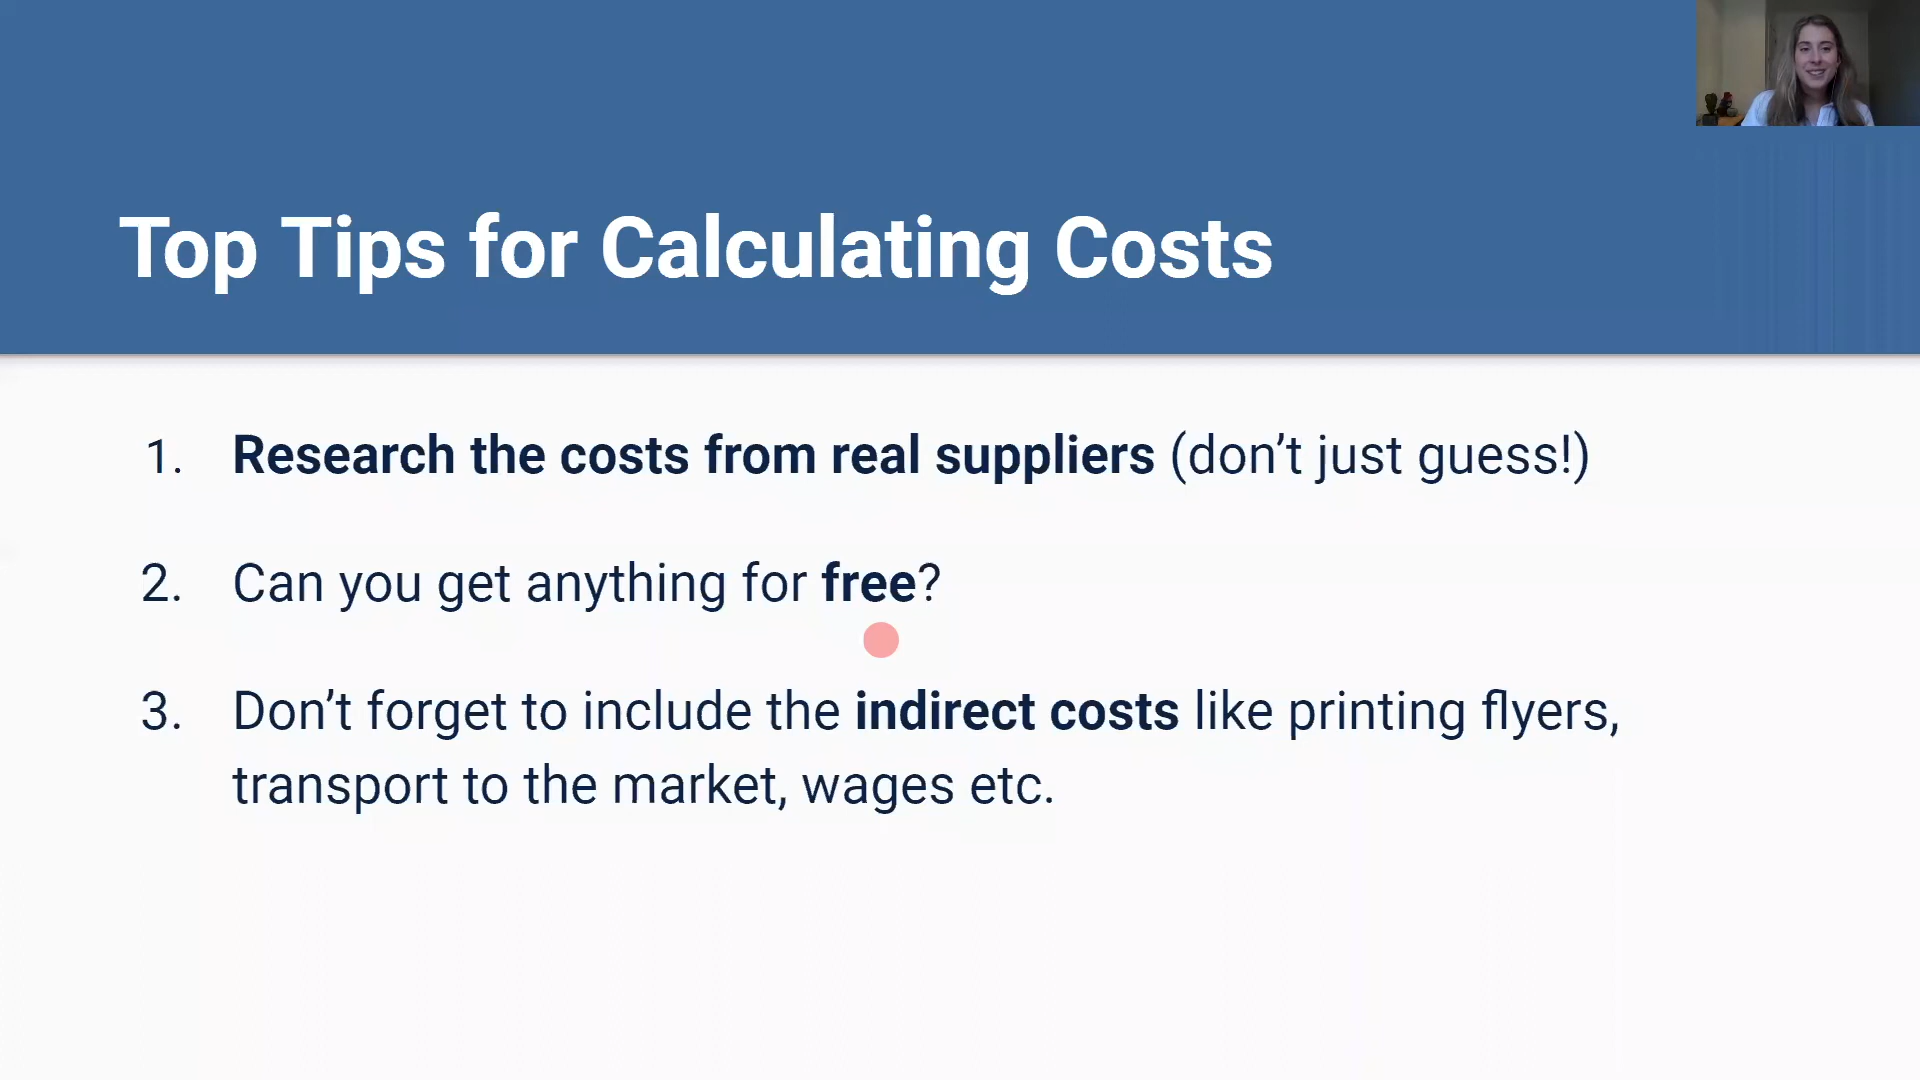 Top Tips for Calculating Costs
1. Research the costs from real suppliers (don’t just guess!)
2. Can you get anything for free?
3. Don’t forget to include the indirect costs like printing flyers,
transport to the market, wages etc.